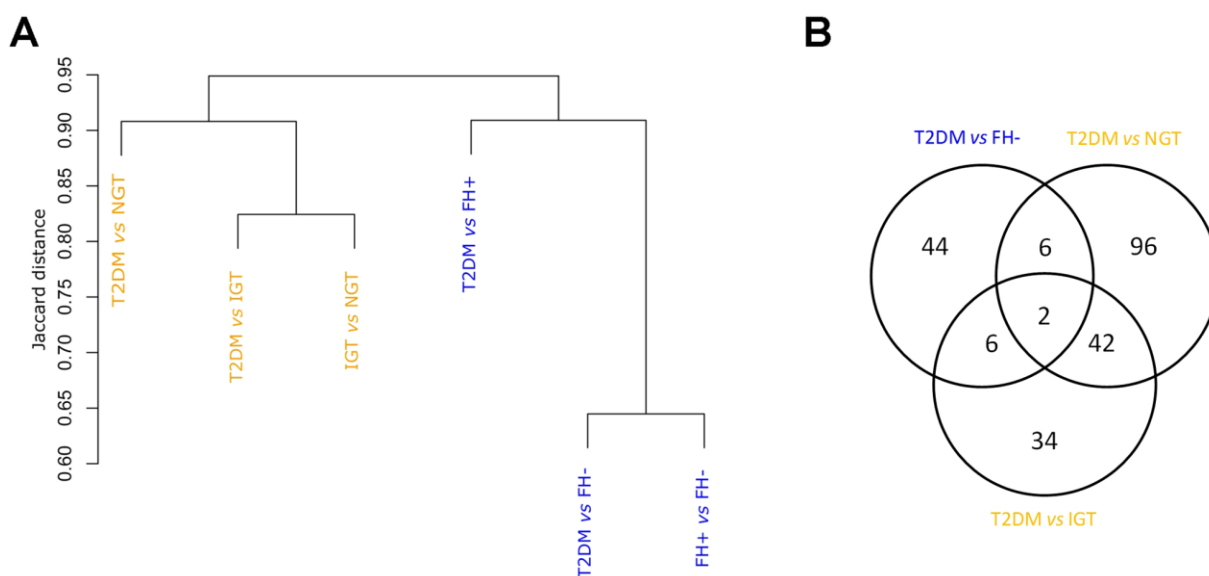 A
Jaccard distance
0.95
0.90
0.85
0.80
0.75
0.70
0.65
0.60
T2DM vs NGT
T2DM vs IGT
IGT vs NGT
T2DM vs FH+
T2DM vs FH-
FH+ vs FH-
B
T2DM vs FH-
T2DM vs NGT
44
6
96
2
6
42
34
T2DM vs IGT